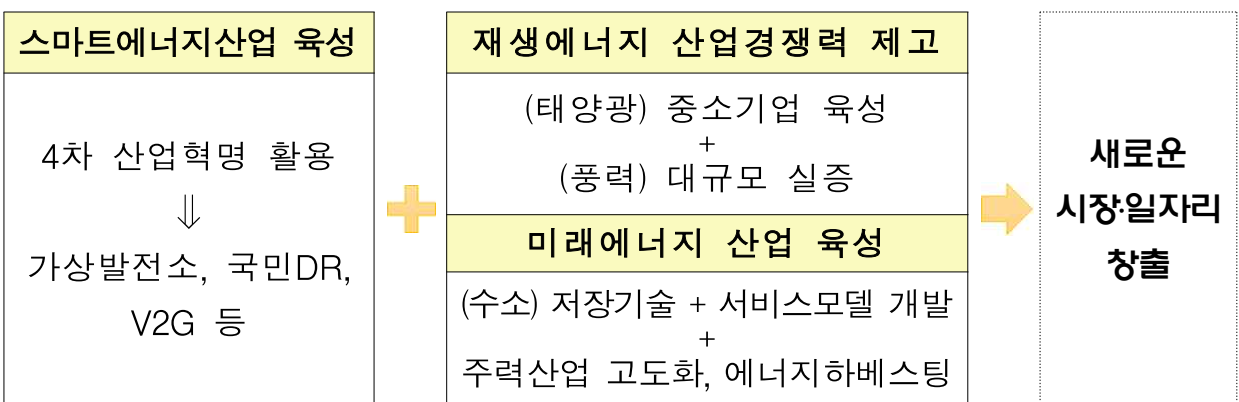 스마트에너지산업 육성
4차 산업혁명 활용
⇓
가상발전소, 국민DR,
V2G 등
+
재생에너지 산업경쟁력 제고
(태양광) 중소기업 육성
+
(풍력) 대규모 실증
미래에너지 산업 육성
(수소) 저장기술 + 서비스모델 개발
+
주력산업 고도화, 에너지하베스팅
새로운
시장·일자리
창출